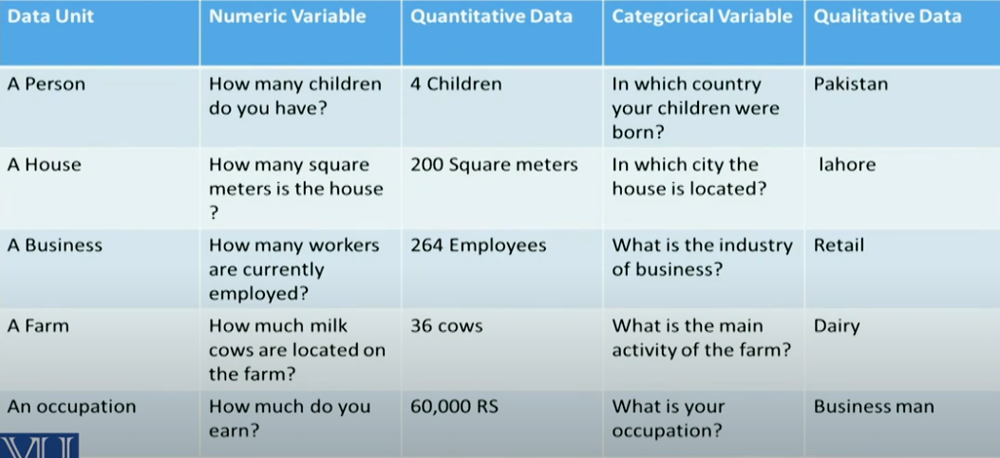 Data Unit
Numeric Variable
Quantitative Data
Categorical Variable
Qualitative Data
A Person
How many children
do you have?
4 Children
In which country
your children were
born?
Pakistan
A House
How many square
meters is the house
?
200 Square meters
In which city the
house is located?
lahore
A Business
How many workers
are currently
employed?
264 Employees
What is the industry
of business?
Retail
A Farm
How much milk
cows are located on
the farm?
36 cows
What is the main
activity of the farm?
Dairy
An occupation
How much do you
earn?
60,000 RS
What is your
occupation?
Business man
VU